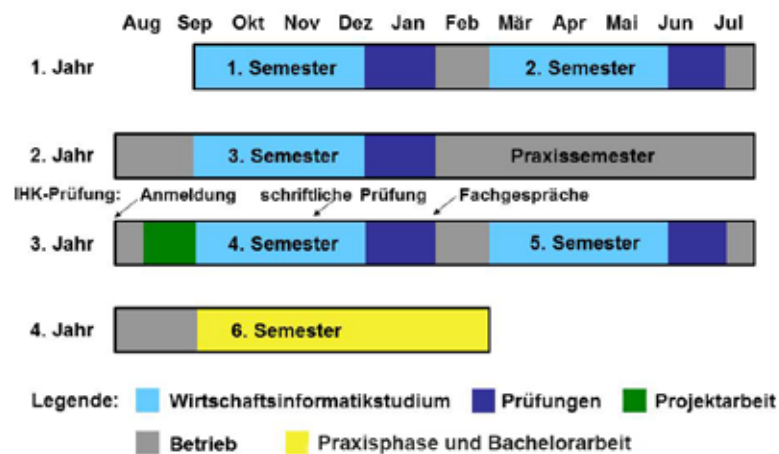 Aug Sep Okt Nov Dez Jan Feb Mär Apr Mai Jun Jul
1. Jahr 1. Semester 2. Semester
2. Jahr 3. Semester Praxissemester
IHK-Prüfung: Anmeldung schriftliche Prüfung Fachgespräche
3. Jahr 4. Semester 5. Semester
4. Jahr 6. Semester
Legende: Wirtschaftsinformatikstudium Prüfungen Projektarbeit
Betrieb Praxisphase und Bachelorarbeit